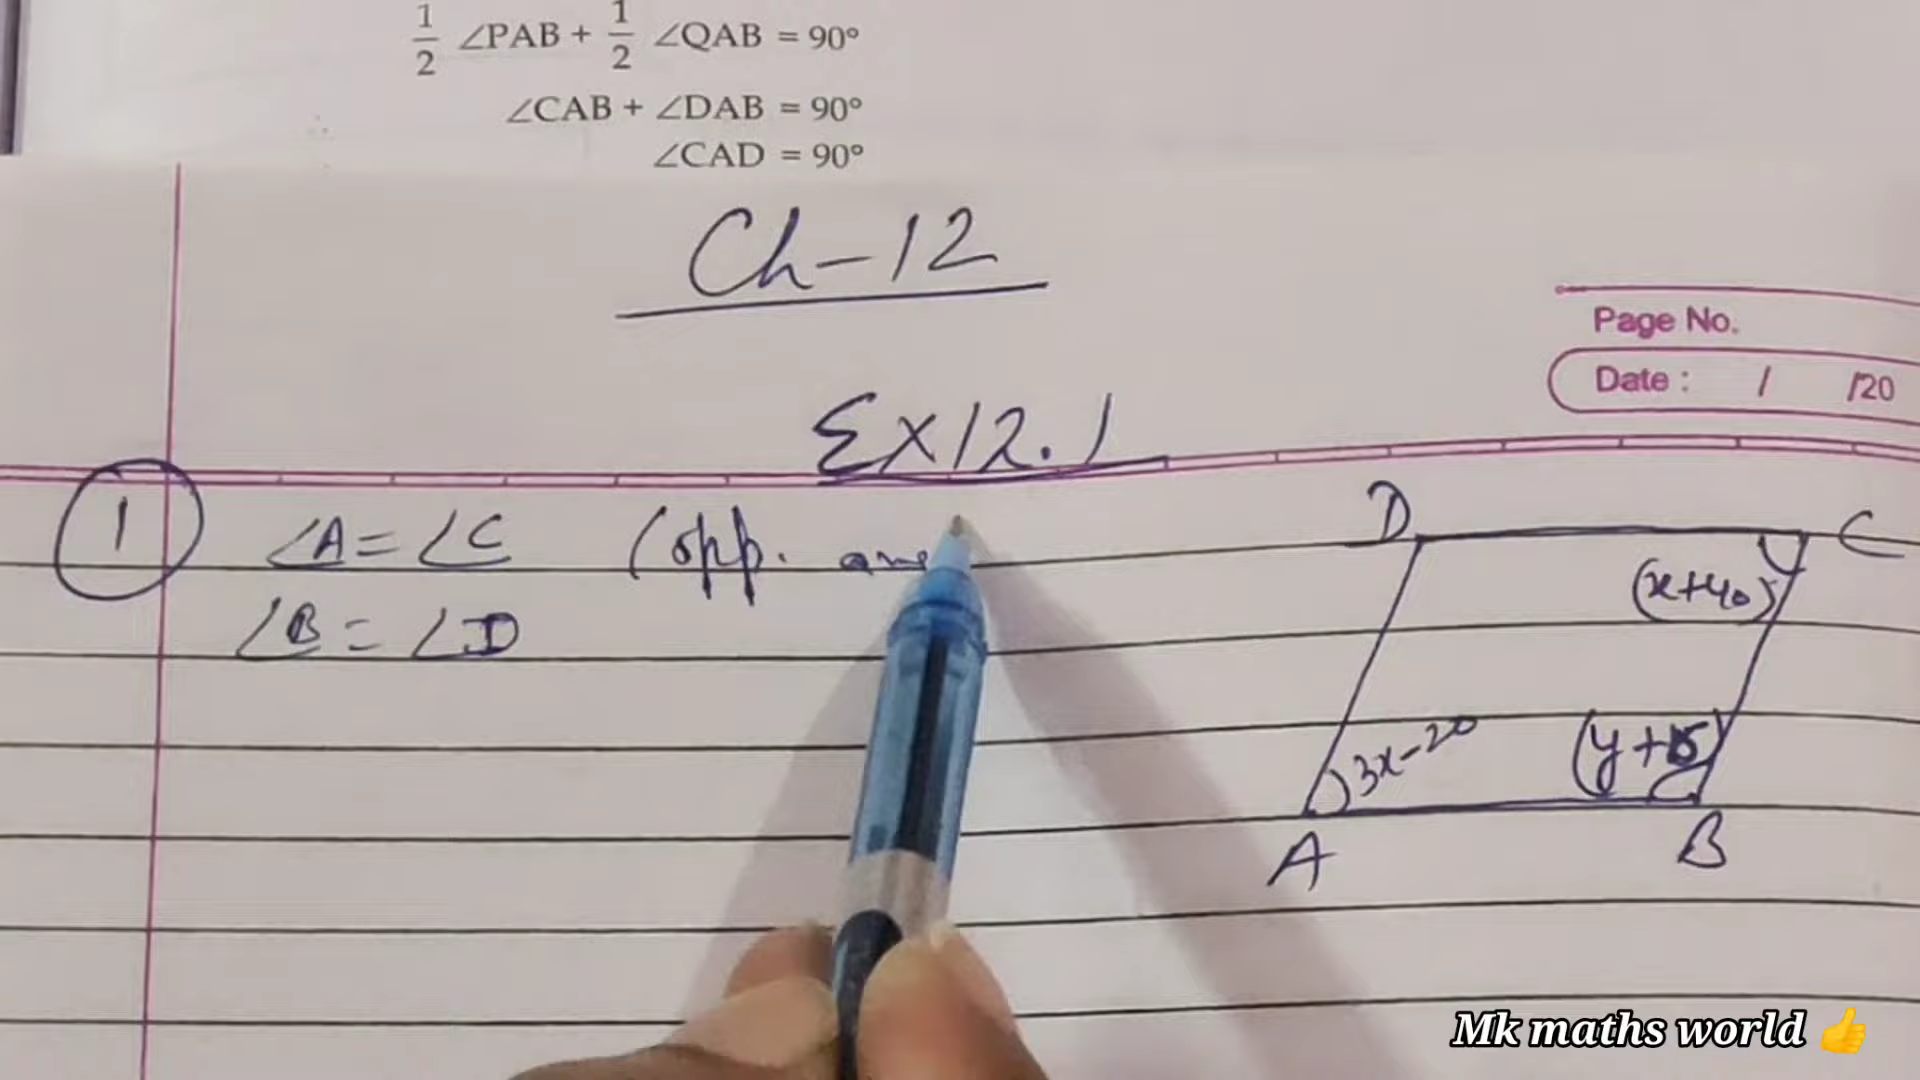 1/2 ∠PAB + 1/2 ∠QAB = 90°
∠CAB + ∠DAB = 90°
∠CAD = 90°
Ch-12
Page No.
Date : / /20
Ex 12.1
1 ∠A = ∠C (opp. ang
∠B = ∠D
D C
(x+40)
3x-20 (y+15)
A B
Mk maths world 👍